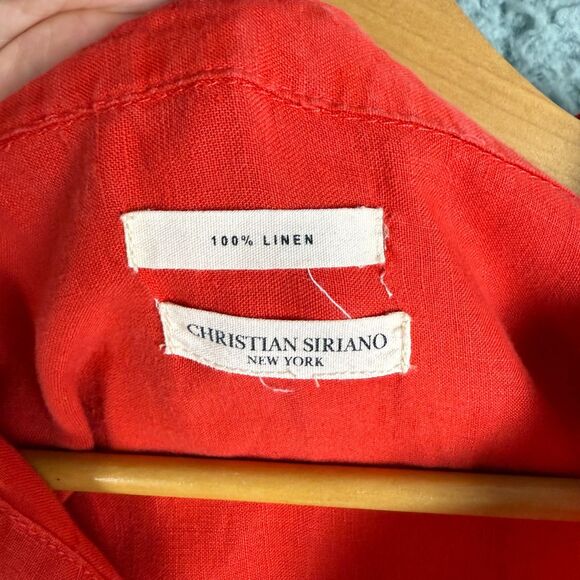 100% LINEN
CHRISTIAN SIRIANO
NEW YORK